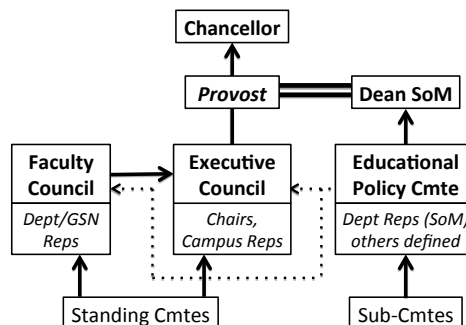 Chancellor
Provost
Dean SoM
Faculty
Council
Dept/GSN
Reps
Executive
Council
Chairs,
Campus Reps
Educational
Policy Cmte
Dept Reps (SoM)
others defined
Standing Cmtes
Sub-Cmtes